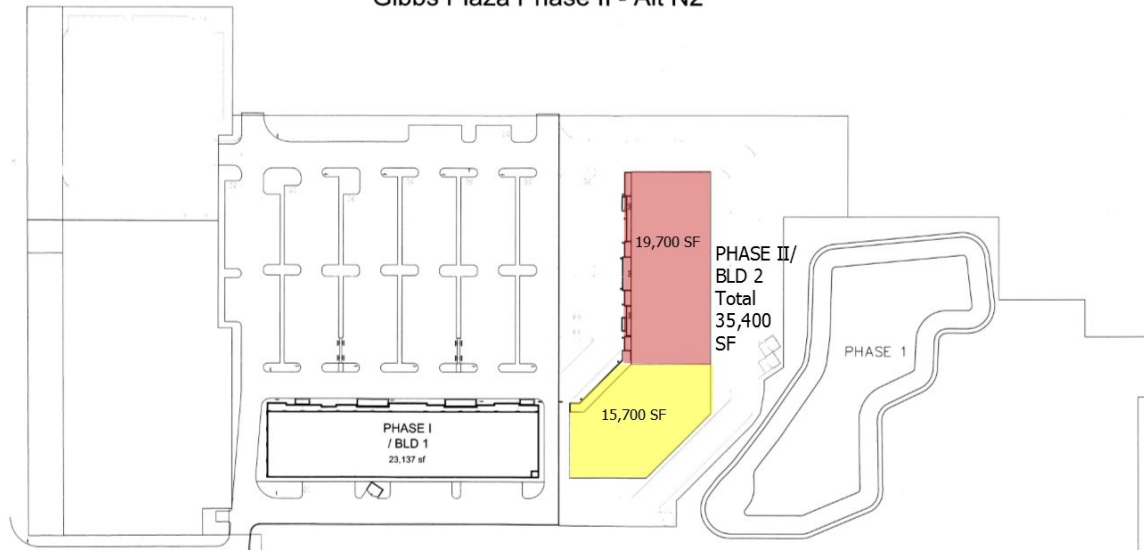 Gibbs Plaza Phase II - Alt N2
19,700 SF
PHASE II/
BLD 2
Total
35,400
SF
PHASE 1
15,700 SF
PHASE I
/ BLD 1
23,137 sf